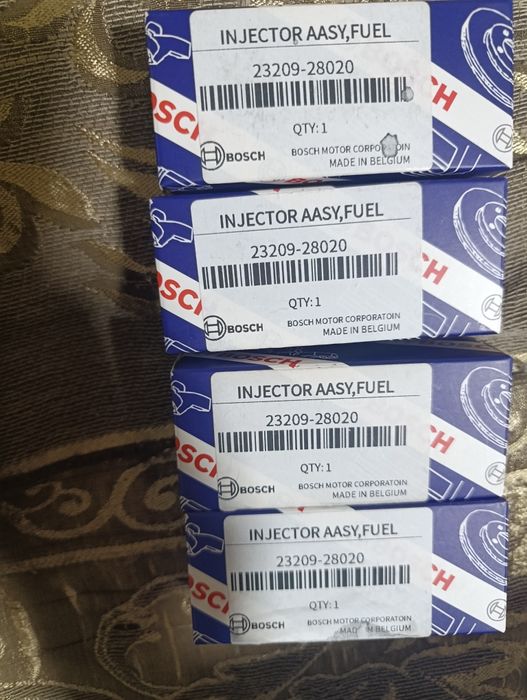 INJECTOR AASY,FUEL
23209-28020
QTY: 1
BOSCH
BOSCH MOTOR CORPORATOIN
MADE IN BELGIUM
BOSCH
INJECTOR AASY,FUEL
23209-28020
QTY: 1
BOSCH
BOSCH MOTOR CORPORATOIN
MADE IN BELGIUM
BOSCH
INJECTOR AASY,FUEL
23209-28020
QTY: 1
BOSCH
BOSCH MOTOR CORPORATOIN
MADE IN BELGIUM
INJECTOR AASY,FUEL
23209-28020
QTY: 1
BOSCH
BOSCH MOTOR CORPORATOIN
MADE IN BELGIUM